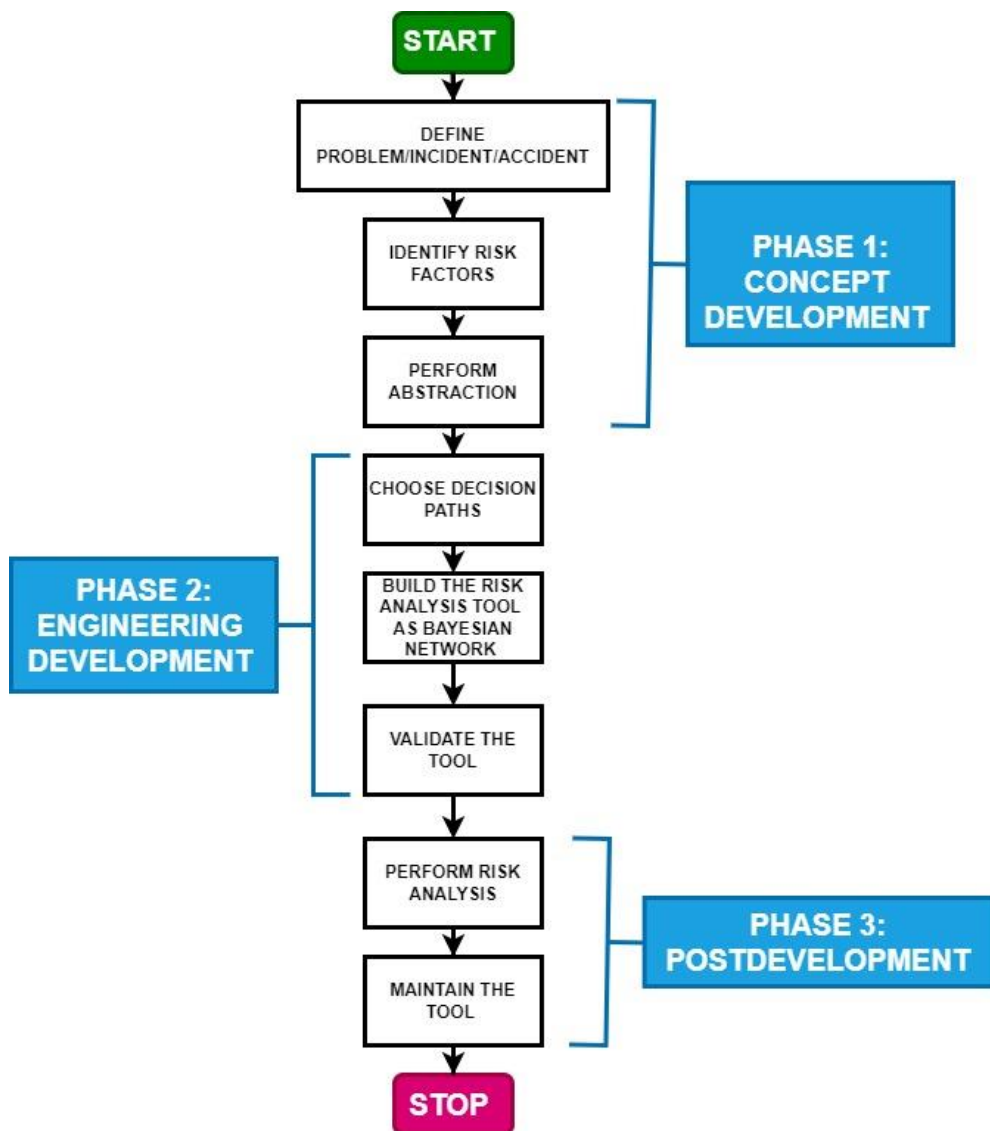 START
DEFINE
PROBLEM/INCIDENT/ACCIDENT
IDENTIFY RISK
FACTORS
PERFORM
ABSTRACTION
PHASE 1:
CONCEPT
DEVELOPMENT
CHOOSE DECISION
PATHS
BUILD THE RISK
ANALYSIS TOOL
AS BAYESIAN
NETWORK
VALIDATE THE
TOOL
PHASE 2:
ENGINEERING
DEVELOPMENT
PERFORM RISK
ANALYSIS
MAINTAIN THE
TOOL
PHASE 3:
POSTDEVELOPMENT
STOP